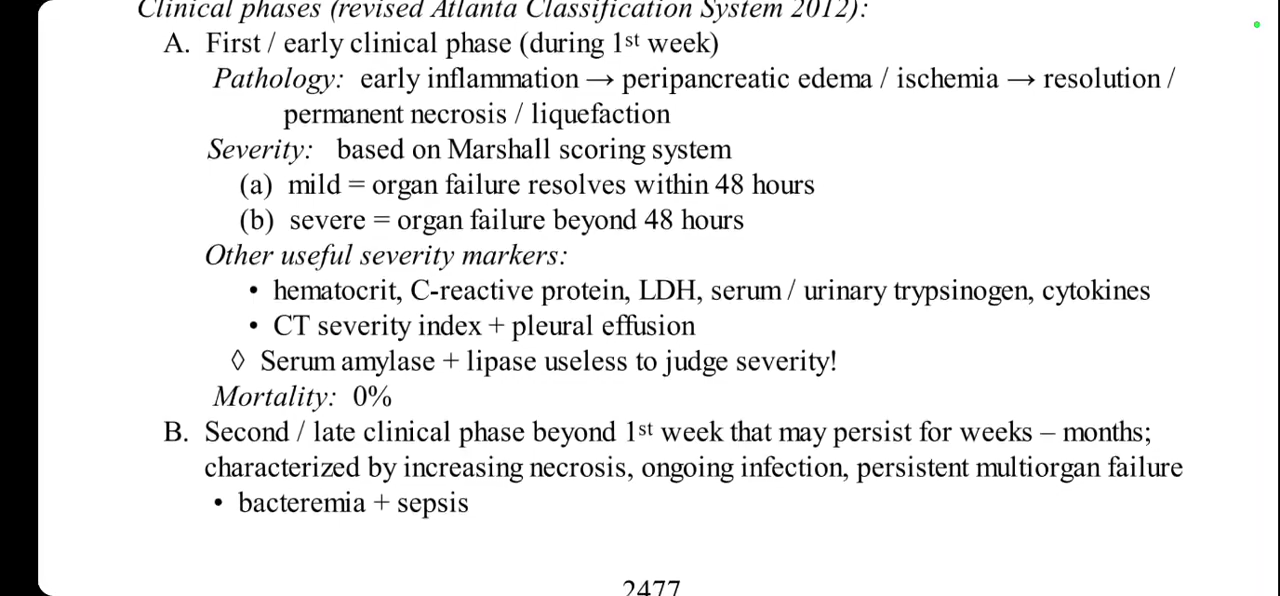 Clinical phases (revised Atlanta Classification System 2012):
A. First / early clinical phase (during 1st week)
Pathology: early inflammation → peripancreatic edema / ischemia → resolution /
permanent necrosis / liquefaction
Severity: based on Marshall scoring system
(a) mild = organ failure resolves within 48 hours
(b) severe = organ failure beyond 48 hours
Other useful severity markers:
• hematocrit, C-reactive protein, LDH, serum / urinary trypsinogen, cytokines
• CT severity index + pleural effusion
◊ Serum amylase + lipase useless to judge severity!
Mortality: 0%
B. Second / late clinical phase beyond 1st week that may persist for weeks – months;
characterized by increasing necrosis, ongoing infection, persistent multiorgan failure
• bacteremia + sepsis
2477